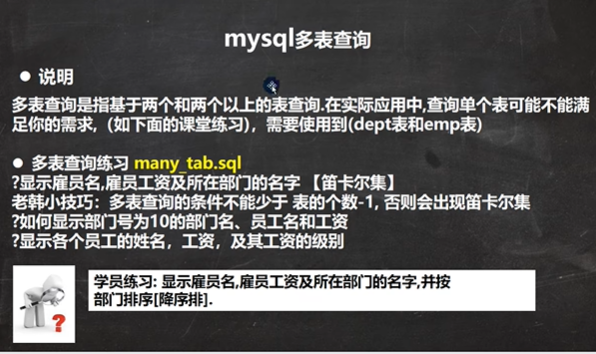 mysql多表查询
● 说明
多表查询是指基于两个和两个以上的表查询.在实际应用中,查询单个表可能不能满
足你的需求,（如下面的课堂练习），需要使用到(dept表和emp表)
● 多表查询练习 many_tab.sql
?显示雇员名,雇员工资及所在部门的名字 【笛卡尔集】
老韩小技巧：多表查询的条件不能少于 表的个数-1, 否则会出现笛卡尔集
?如何显示部门号为10的部门名、员工名和工资
?显示各个员工的姓名，工资，及其工资的级别
学员练习: 显示雇员名,雇员工资及所在部门的名字,并按
部门排序[降序排].
?